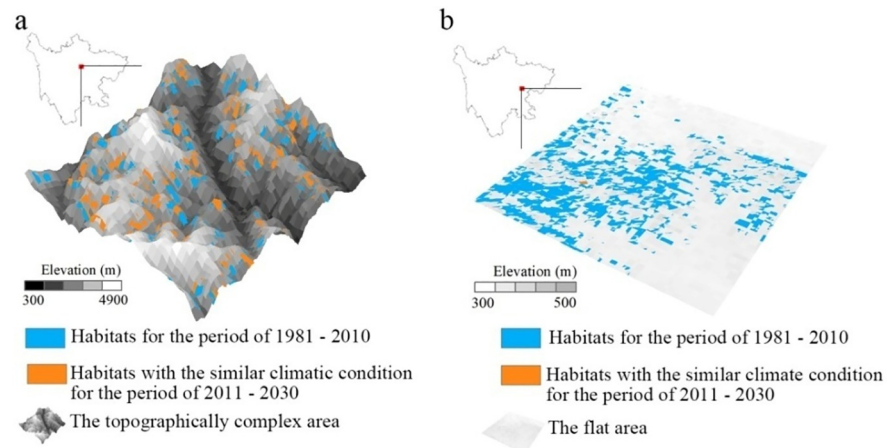 a
Elevation (m)
300 4900
Habitats for the period of 1981 - 2010
Habitats with the similar climatic condition
for the period of 2011 - 2030
The topographically complex area
b
Elevation (m)
300 500
Habitats for the period of 1981 - 2010
Habitats with the similar climate condition
for the period of 2011 - 2030
The flat area